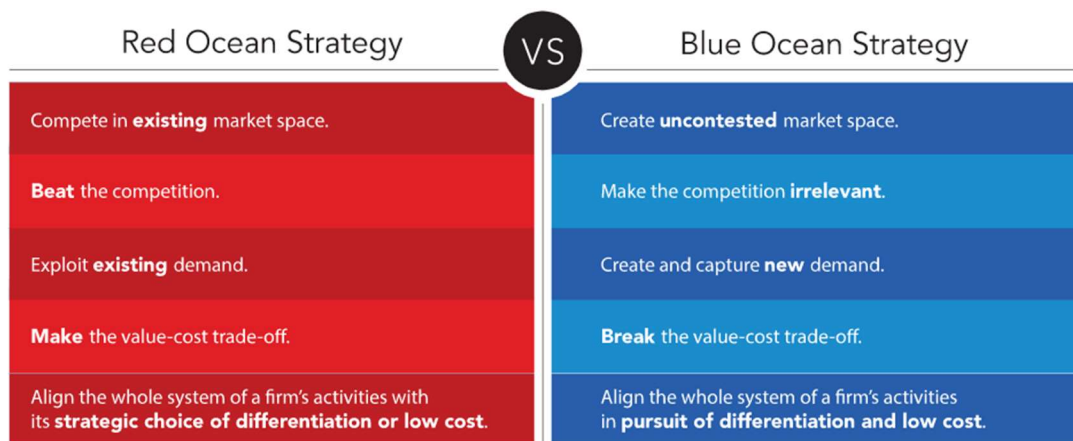 Red Ocean Strategy
VS
Blue Ocean Strategy
Compete in existing market space.
Create uncontested market space.
Beat the competition.
Make the competition irrelevant.
Exploit existing demand.
Create and capture new demand.
Make the value-cost trade-off.
Break the value-cost trade-off.
Align the whole system of a firm’s activities with
its strategic choice of differentiation or low cost.
Align the whole system of a firm’s activities
in pursuit of differentiation and low cost.